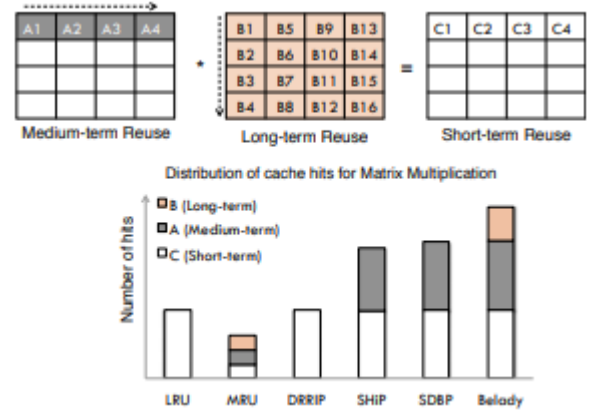 A1 A2 A3 A4
B1 B5 B9 B13
B2 B6 B10 B14
B3 B7 B11 B15
B4 B8 B12 B16
C1 C2 C3 C4
*
=
Medium-term Reuse
Long-term Reuse
Short-term Reuse
Distribution of cache hits for Matrix Multiplication
Number of hits
B (Long-term)
A (Medium-term)
C (Short-term)
LRU MRU DRRIP SHiP SDBP Belady